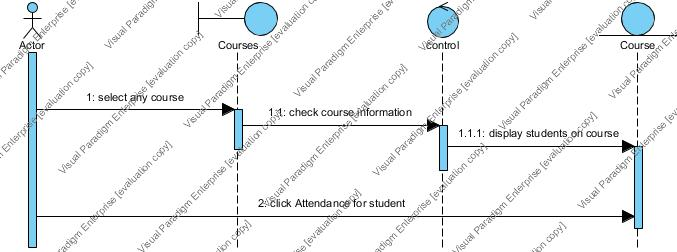 Actor
Courses
control
Course
1: select any course
1.1: check course information
1.1.1: display students on course
2: click Attendance for student
Visual Paradigm Enterprise [evaluation copy]